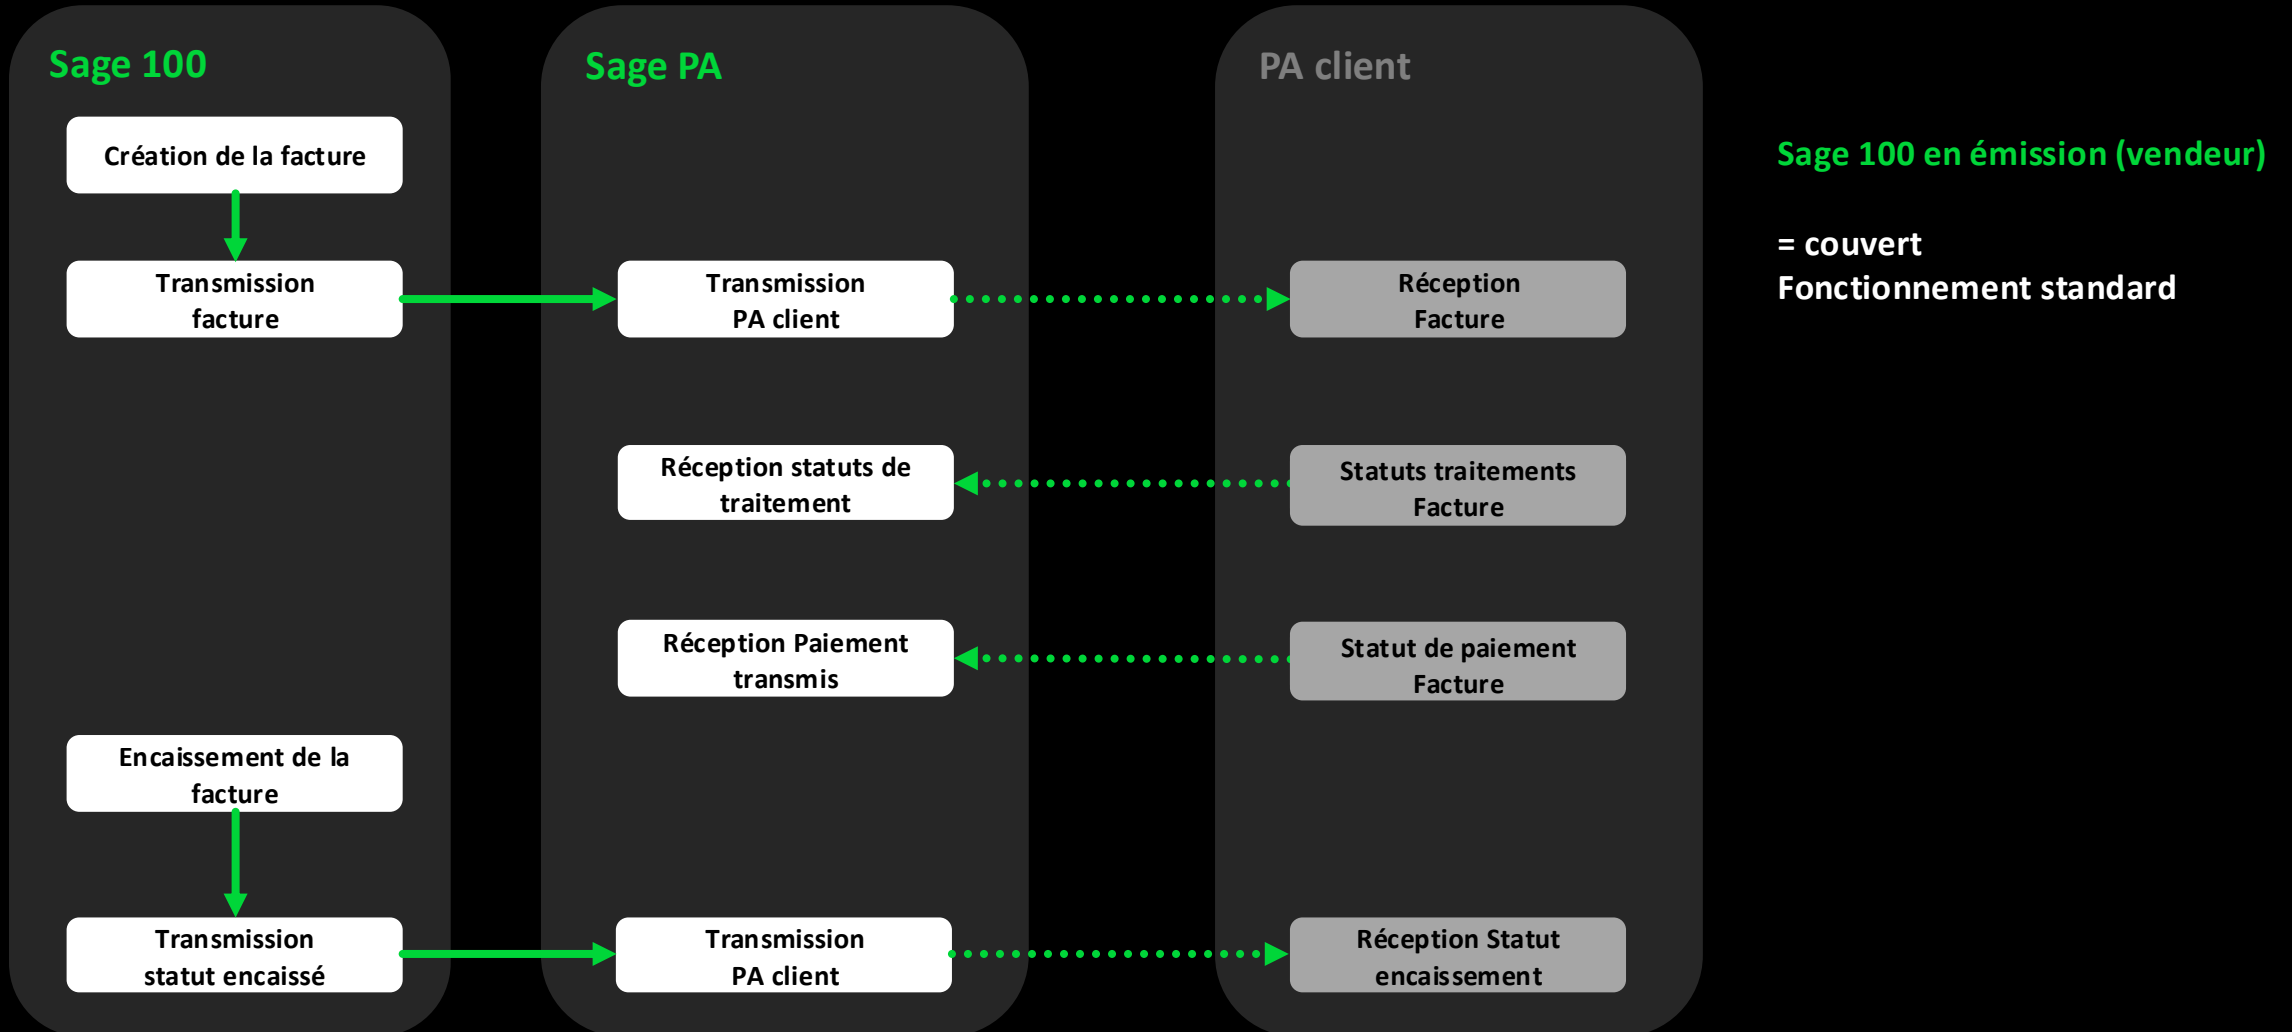 Sage 100
Sage PA
PA client
Création de la facture
Sage 100 en émission (vendeur)
= couvert
Fonctionnement standard
Transmission
facture
Transmission
PA client
Réception
Facture
Réception statuts de
traitement
Statuts traitements
Facture
Réception Paiement
transmis
Statut de paiement
Facture
Encaissement de la
facture
Transmission
statut encaissé
Transmission
PA client
Réception Statut
encaissement